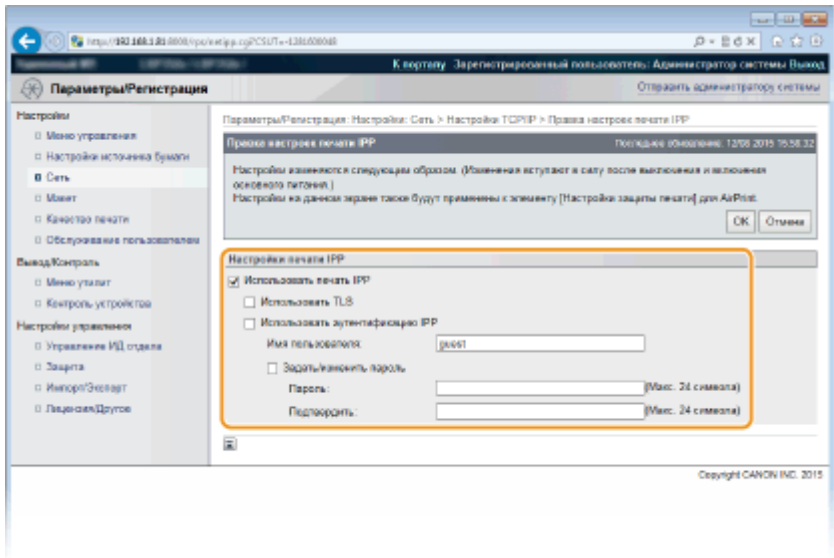 К порталу Зарегистрированный пользователь: Администратор системы Выход
Параметры/Регистрация
Отправить администратору системы
Настройки
Меню управления
Настройки источника бумаги
Сеть
Макет
Качество печати
Обслуживание пользователем
Вывод/Контроль
Меню утилит
Контроль устройства
Настройки управления
Управление ИД отдела
Защита
Импорт/Экспорт
Лицензия/Другое
Параметры/Регистрация: Настройки: Сеть > Настройки TCP/IP > Правка настроек печати IPP
Правка настроек печати IPP
Последнее обновление: 12/08 2015 15:58:32
Настройки изменяются следующим образом. (Изменения вступают в силу после выключения и включения
основного питания.)
Настройки на данном экране также будут применены к элементу [Настройки защиты печати] для AirPrint.
OK Отмена
Настройки печати IPP
Использовать печать IPP
Использовать TLS
Использовать аутентификацию IPP
Имя пользователя: guest
Задать/изменить пароль
Пароль: (Макс. 24 символа)
Подтвердить: (Макс. 24 символа)
Copyright CANON INC. 2015